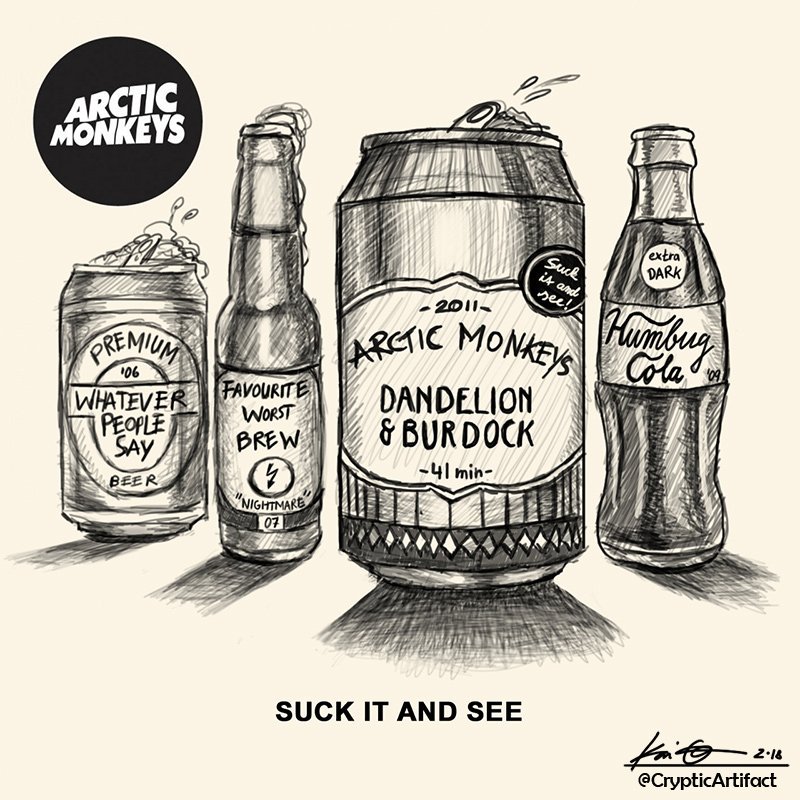 ARCTIC
MONKEYS
PREMIUM
'06
WHATEVER
PEOPLE
SAY
BEER
FAVOURITE
WORST
BREW
"NIGHTMARE"
07
Suck
is and
see!
-2011-
ARCTIC MONKEYS
DANDELION
& BURDOCK
-41 min-
extra
DARK
Humbug
Cola
'09
SUCK IT AND SEE
2.18
@CrypticArtifact